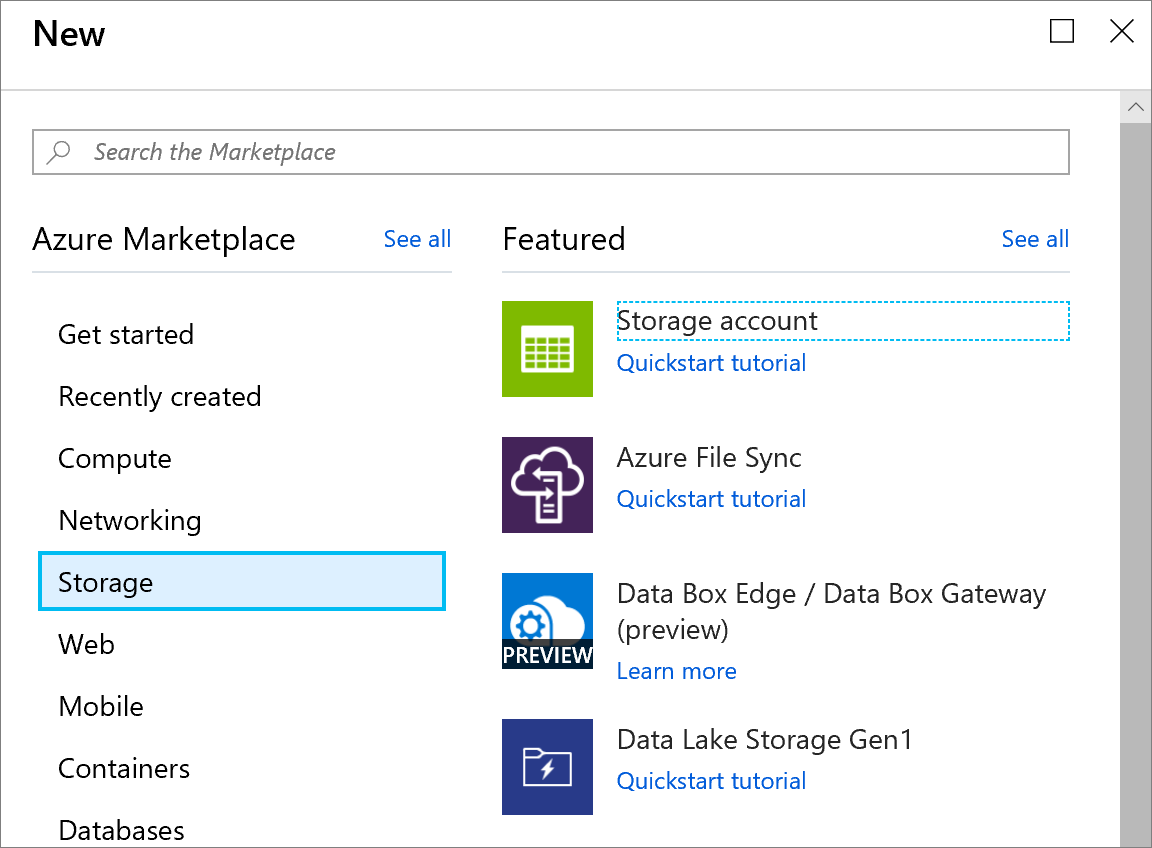 New
Search the Marketplace
Azure Marketplace
See all
Get started
Recently created
Compute
Networking
Storage
Web
Mobile
Containers
Databases
Featured
See all
Storage account
Quickstart tutorial
Azure File Sync
Quickstart tutorial
PREVIEW
Data Box Edge / Data Box Gateway
(preview)
Learn more
Data Lake Storage Gen1
Quickstart tutorial